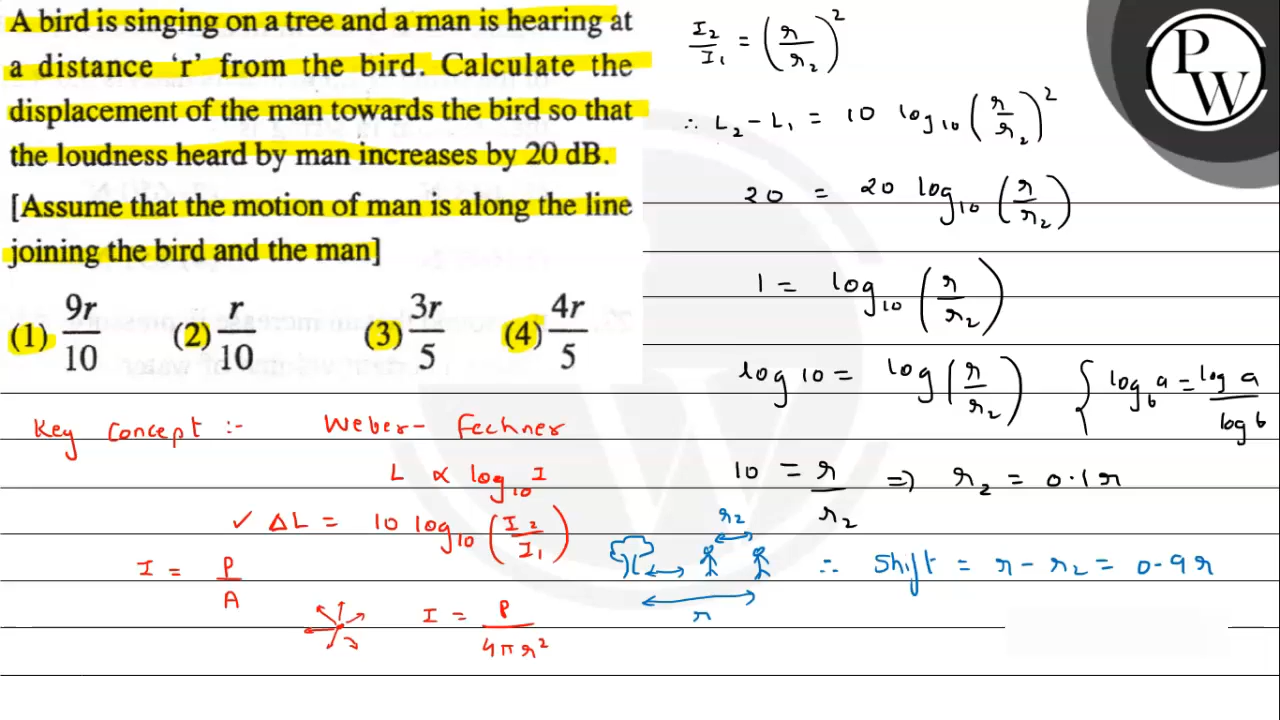 A bird is singing on a tree and a man is hearing at
a distance ‘r’ from the bird. Calculate the
displacement of the man towards the bird so that
the loudness heard by man increases by 20 dB.
[Assume that the motion of man is along the line
joining the bird and the man]
(1) 9r/10 (2) r/10 (3) 3r/5 (4) 4r/5
Key Concept :- Weber- Fechner
L ∝ log₁₀ I
✓ ΔL = 10 log₁₀ (I₂/I₁)
I = P/A
I = P/4πr²
I₂/I₁ = (r/r₂)²
∴ L₂ - L₁ = 10 log₁₀ (r/r₂)²
20 = 20 log₁₀ (r/r₂)
1 = log₁₀ (r/r₂)
log 10 = log (r/r₂) { log_b a = log a/log b
10 = r/r₂ ⇒ r₂ = 0.1r
r₂
r
∴ Shift = r - r₂ = 0.9r
PW